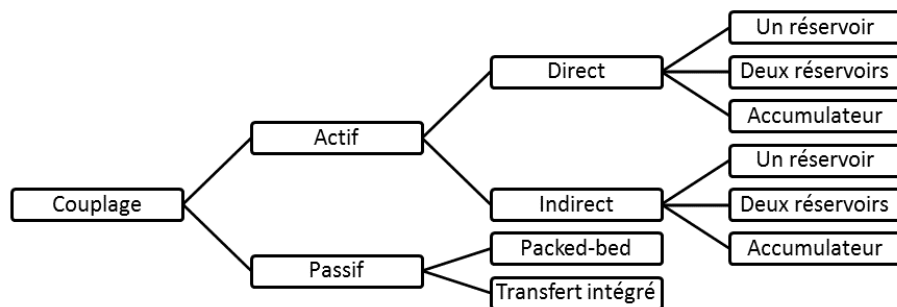 Couplage
Actif
Direct
Un réservoir
Deux réservoirs
Accumulateur
Indirect
Un réservoir
Deux réservoirs
Accumulateur
Passif
Packed-bed
Transfert intégré